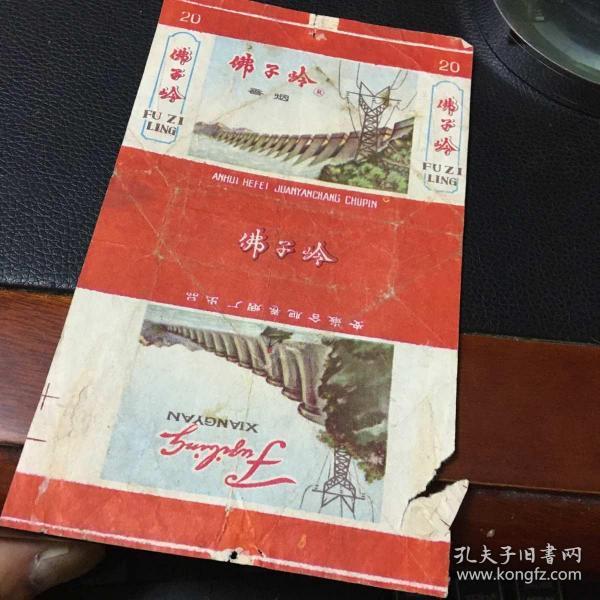 20
佛子岭
FU ZI
LING
佛子岭®
香烟
20
佛子岭
FU ZI
LING
ANHUI HEFEI JUANYANCHANG CHUPIN
佛子岭
安徽合肥卷烟厂出品
Foziling
XIANGYAN
孔夫子旧书网
www.kongfz.com